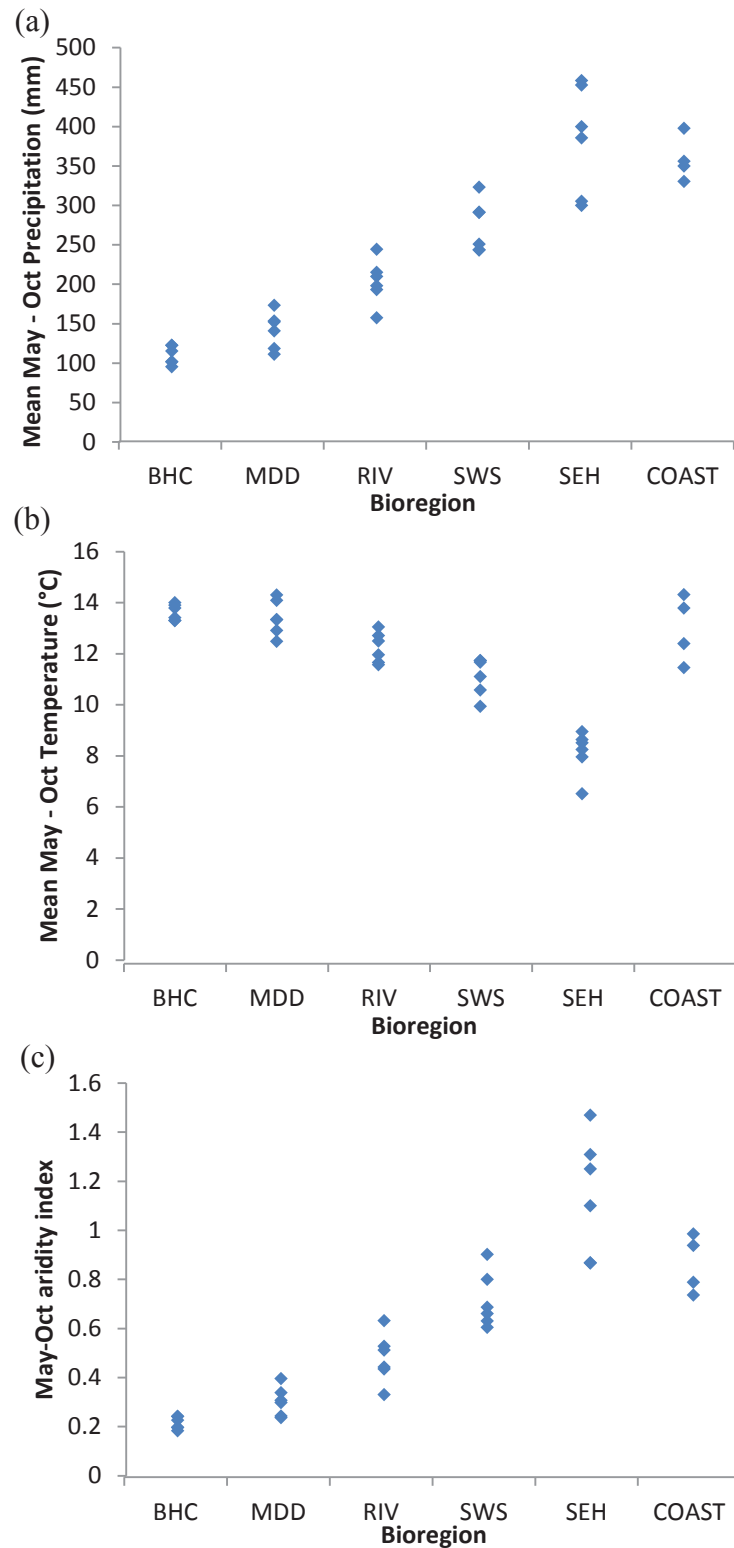 (a)
Mean May - Oct Precipitation (mm)
500
450
400
350
300
250
200
150
100
50
0
BHC MDD RIV SWS SEH COAST
Bioregion
(b)
Mean May - Oct Temperature (°C)
16
14
12
10
8
6
4
2
0
BHC MDD RIV SWS SEH COAST
Bioregion
(c)
May-Oct aridity index
1.6
1.4
1.2
1
0.8
0.6
0.4
0.2
0
BHC MDD RIV SWS SEH COAST
Bioregion